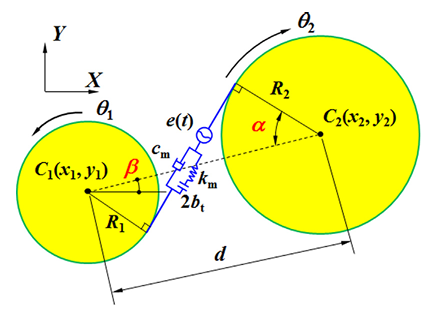 Y
X
θ₁
θ₂
e(t)
cₘ
kₘ
2bₜ
R₂
α
C₂(x₂, y₂)
C₁(x₁, y₁)
β
R₁
d